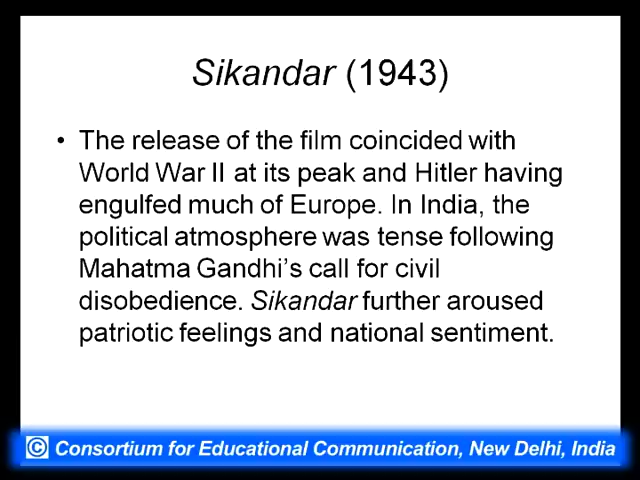 Sikandar (1943)
• The release of the film coincided with
World War II at its peak and Hitler having
engulfed much of Europe. In India, the
political atmosphere was tense following
Mahatma Gandhi's call for civil
disobedience. Sikandar further aroused
patriotic feelings and national sentiment.
© Consortium for Educational Communication, New Delhi, India